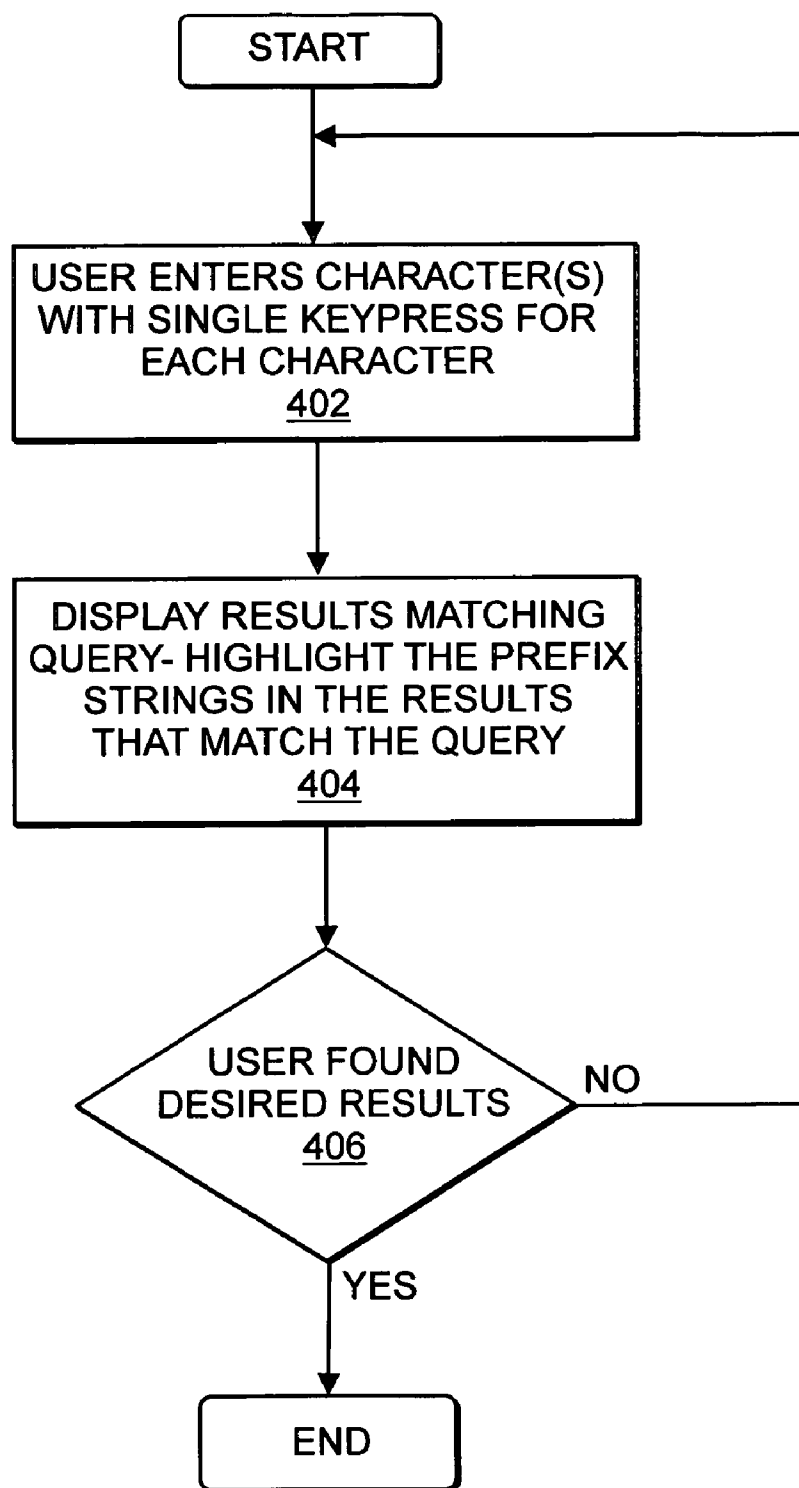 START
USER ENTERS CHARACTER(S)
WITH SINGLE KEYPRESS FOR
EACH CHARACTER
402
DISPLAY RESULTS MATCHING
QUERY- HIGHLIGHT THE PREFIX
STRINGS IN THE RESULTS
THAT MATCH THE QUERY
404
USER FOUND
DESIRED RESULTS
406
NO
YES
END